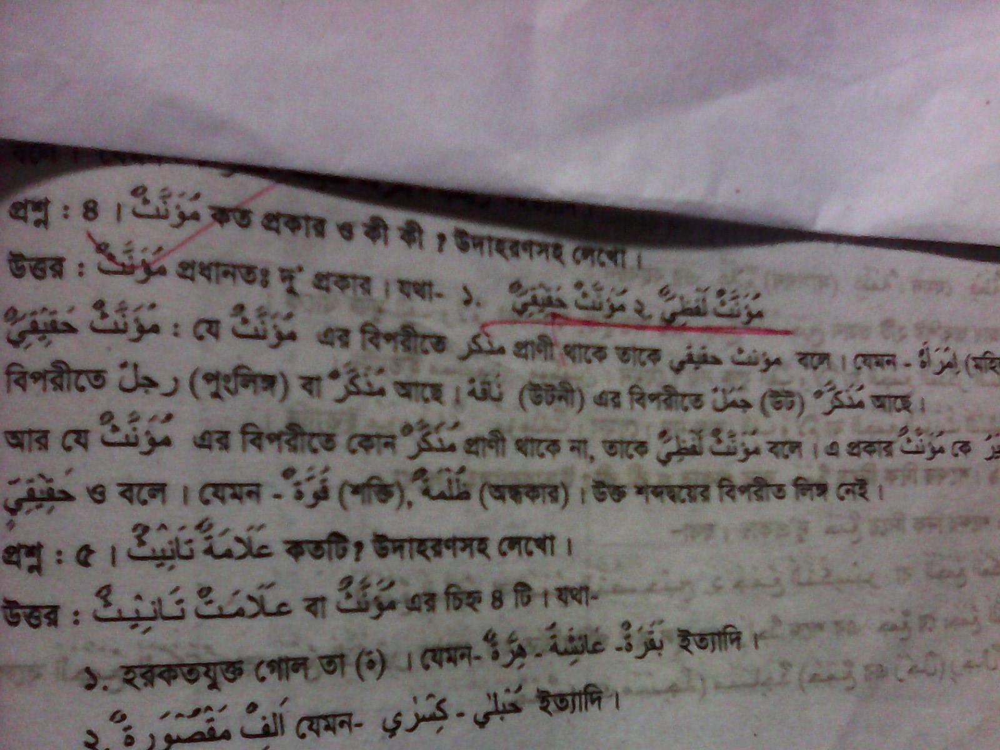 প্রশ্ন : ৪ । مُؤَنَّثٌ কত প্রকার ও কী কী ? উদাহরণসহ লেখো ।
উত্তর : مُؤَنَّثٌ প্রধানতঃ দু' প্রকার । যথা- ১. مُؤَنَّثٌ حَقِيْقِيٌّ ২. مُؤَنَّثٌ لَفْظِيٌّ
مُؤَنَّثٌ حَقِيْقِيٌّ : যে مُؤَنَّثٌ এর বিপরীতে مذكر প্রাণী থাকে তাকে مؤنث حقيقي বলে । যেমন - اِمْرَأَةٌ
বিপরীতে رجلٌ (পুংলিঙ্গ) বা مُذَكَّرٌ আছে । نَاقَةٌ (উটনী) এর বিপরীতে جَمَلٌ (উট) مُذَكَّرٌ আছে ।
আর যে مُؤَنَّثٌ এর বিপরীতে কোন مُذَكَّرٌ প্রাণী থাকে না, তাকে مُؤَنَّثٌ لَفْظِيٌّ বলে । এ প্রকার مُؤَنَّثٌ কে
حَقِيْقِيٍّ ও বলে । যেমন - قُوَّةٌ (শক্তি), ظُلْمَةٌ (অন্ধকার) । উক্ত শব্দদ্বয়ের বিপরীত লিঙ্গ নেই ।
প্রশ্ন : ৫ । عَلَامَةُ تَانِيْثٌ কতটি? উদাহরণসহ লেখো ।
উত্তর : عَلَامَتُ تَانِيْثٌ বা مُؤَنَّثٌ এর চিহ্ন ৪ টি । যথা-
১. হরকতযুক্ত গোল তা (ة) । যেমন- بَقَرَةٌ - عَائِشَةُ - هِرَّةٌ ইত্যাদি ।
২. اَلِفٌ مَقْصُوْرَةٌ যেমন- حُبْلٰي - كِسْرٰي ইত্যাদি ।